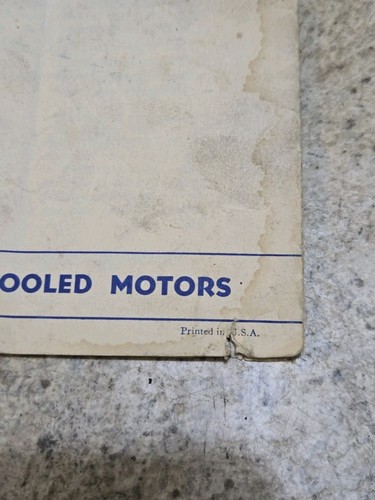 OOLED MOTORS
Printed in U.S.A.